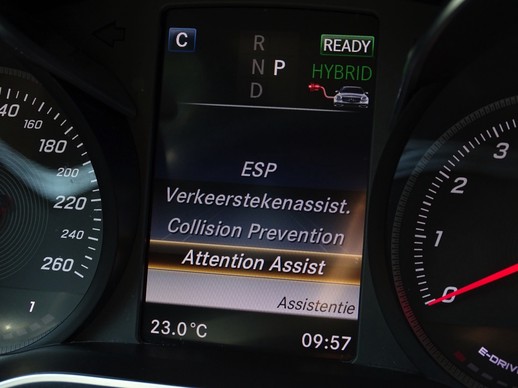 C
R
N P
D
READY
HYBRID
ESP
Verkeerstekenassist.
Collision Prevention
Attention Assist
Assistentie
23.0°C
09:57
160
180
200
220
240
260
1
3
2
1
0
E-DRIV